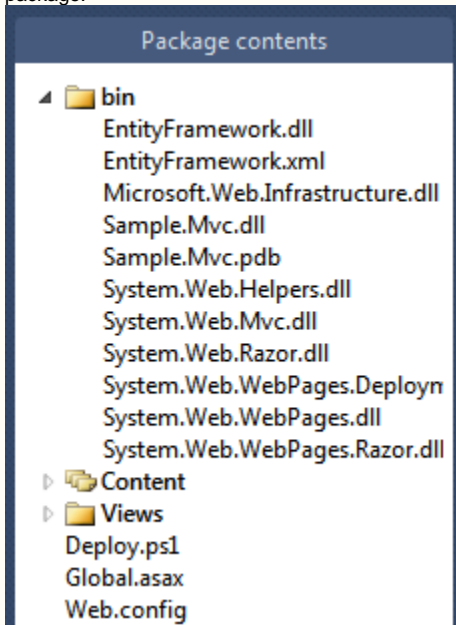 package.
Package contents
bin
EntityFramework.dll
EntityFramework.xml
Microsoft.Web.Infrastructure.dll
Sample.Mvc.dll
Sample.Mvc.pdb
System.Web.Helpers.dll
System.Web.Mvc.dll
System.Web.Razor.dll
System.Web.WebPages.Deploym
System.Web.WebPages.dll
System.Web.WebPages.Razor.dll
Content
Views
Deploy.ps1
Global.asax
Web.config